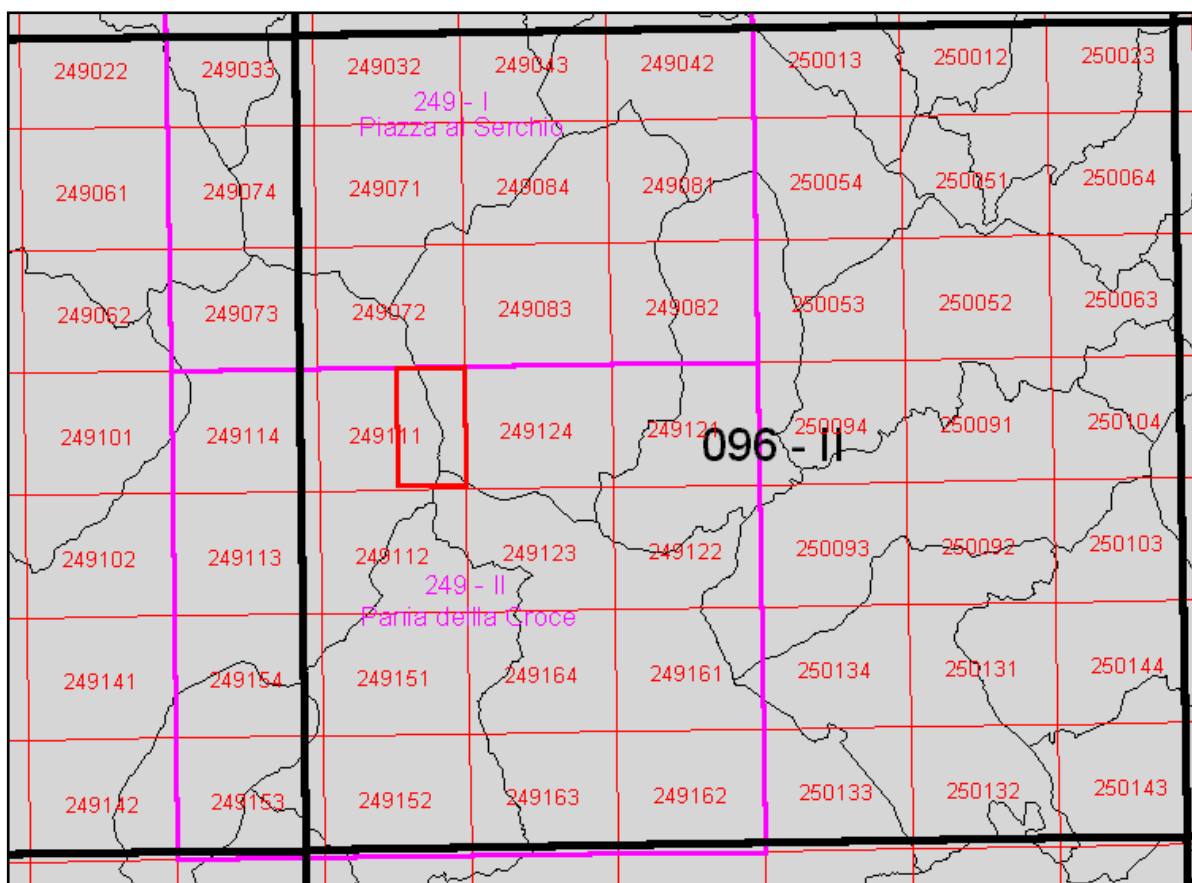 249022 249033 249032 249043 249042 250013 250012 250023
249 - I
Piazza al Serchio
249061 249074 249071 249084 249081 250054 250051 250064
249062 249073 249072 249083 249082 250053 250052 250063
249101 249114 249111 249124 249121 250094 250091 250104
096 - II
249102 249113 249112 249123 249122 250093 250092 250103
249 - II
Pania della Croce
249141 249154 249151 249164 249161 250134 250131 250144
249142 249153 249152 249163 249162 250133 250132 250143